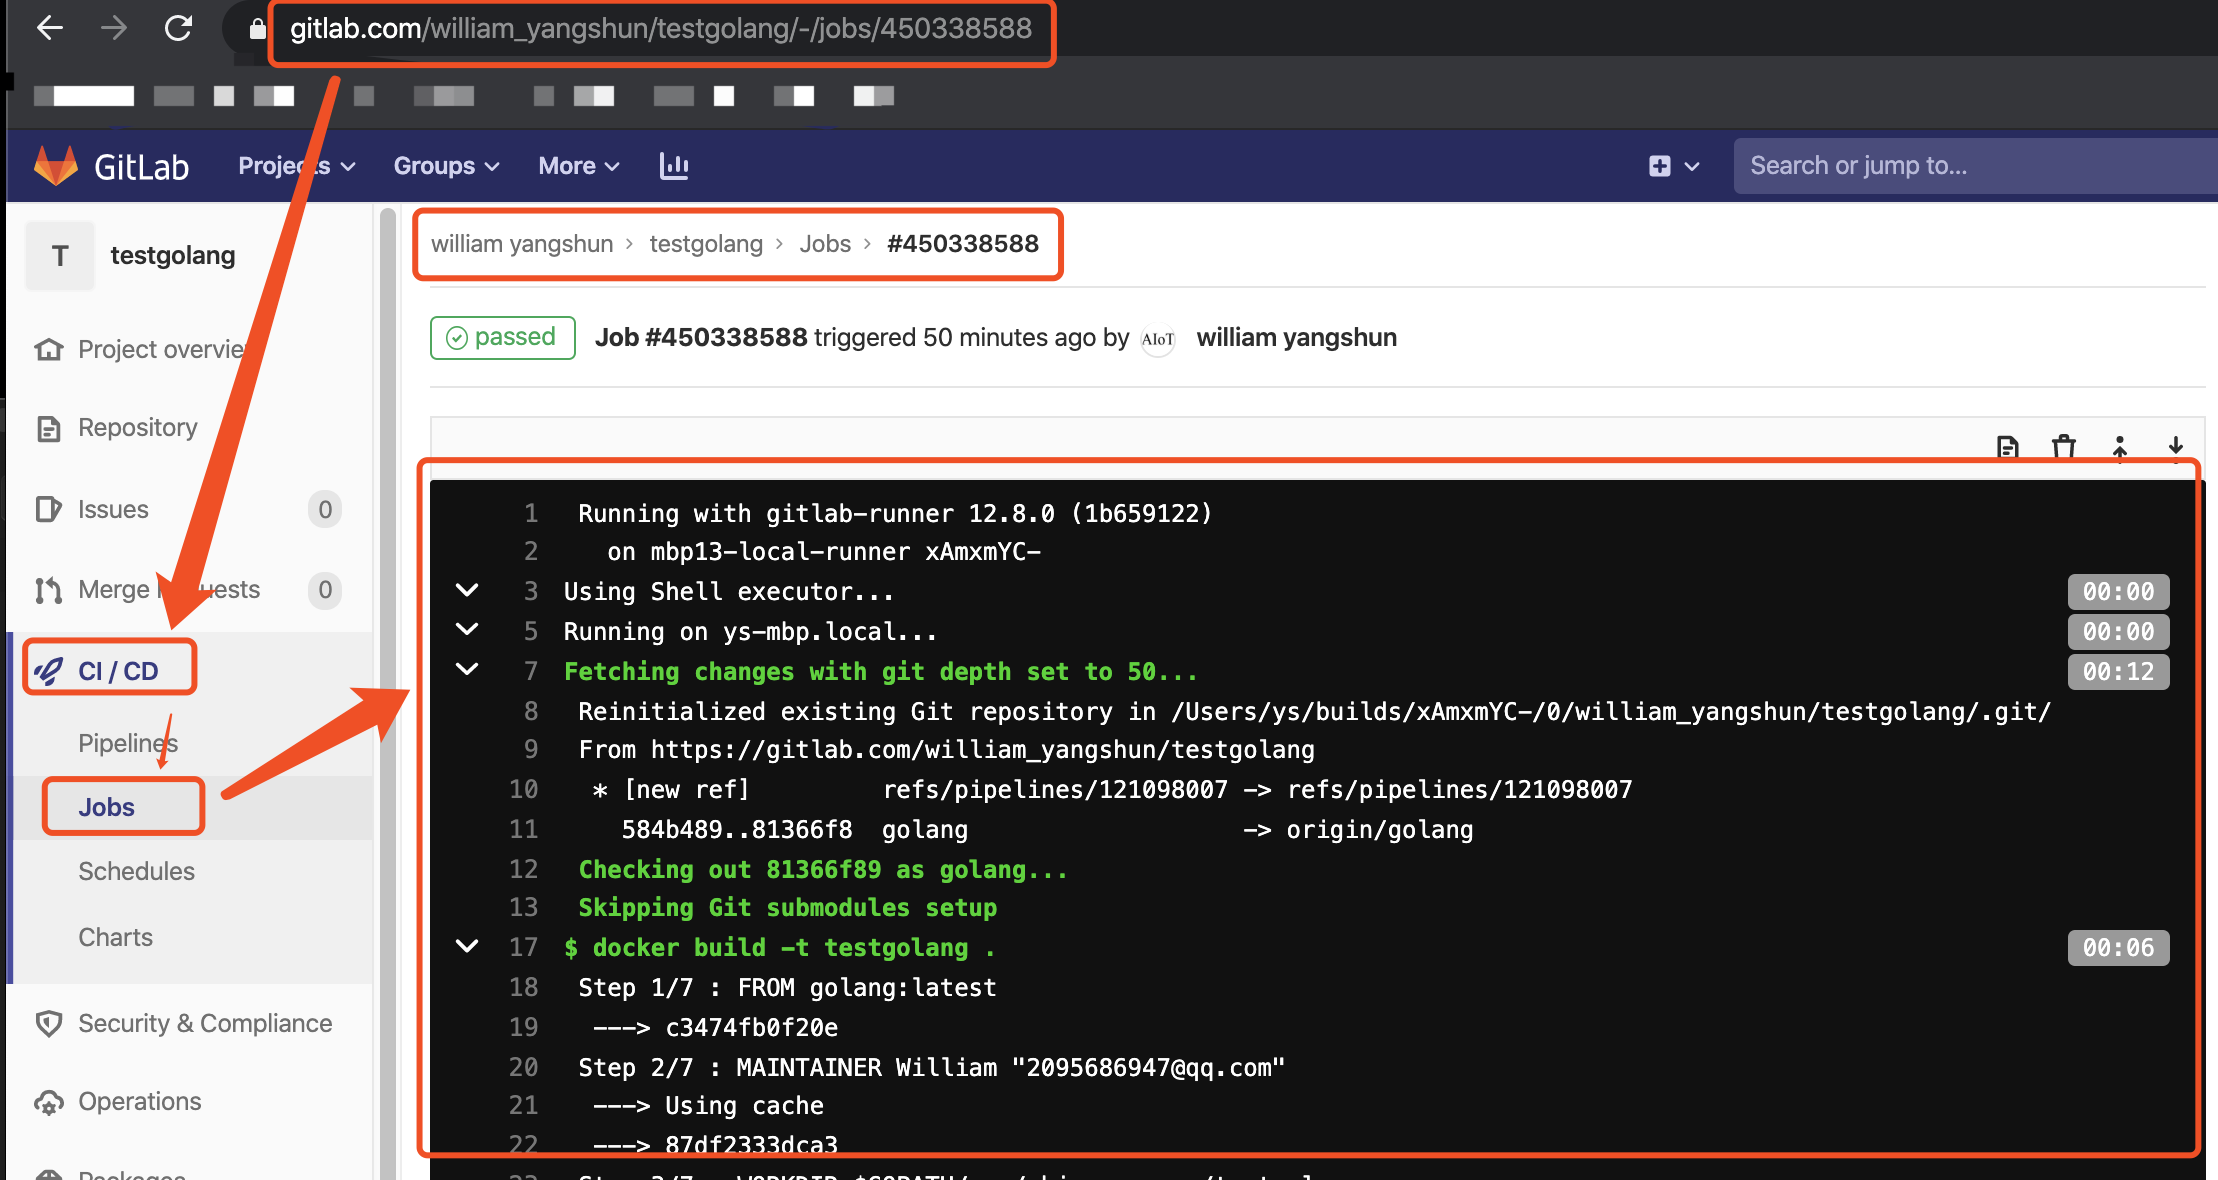 gitlab.com/william_yangshun/testgolang/-/jobs/450338588
GitLab Projects Groups More Search or jump to...
T testgolang
william yangshun › testgolang › Jobs › #450338588
passed Job #450338588 triggered 50 minutes ago by AIoT william yangshun
Project overview
Repository
Issues 0
Merge Requests 0
CI / CD
Pipelines
Jobs
Schedules
Charts
Security & Compliance
Operations
Packages
1 Running with gitlab-runner 12.8.0 (1b659122)
2 on mbp13-local-runner xAmxmYC-
3 Using Shell executor... 00:00
5 Running on ys-mbp.local... 00:00
7 Fetching changes with git depth set to 50... 00:12
8 Reinitialized existing Git repository in /Users/ys/builds/xAmxmYC-/0/william_yangshun/testgolang/.git/
9 From https://gitlab.com/william_yangshun/testgolang
10 * [new ref] refs/pipelines/121098007 -> refs/pipelines/121098007
11 584b489..81366f8 golang -> origin/golang
12 Checking out 81366f89 as golang...
13 Skipping Git submodules setup
17 $ docker build -t testgolang . 00:06
18 Step 1/7 : FROM golang:latest
19 ---> c3474fb0f20e
20 Step 2/7 : MAINTAINER William "2095686947@qq.com"
21 ---> Using cache
22 ---> 87df2333dca3